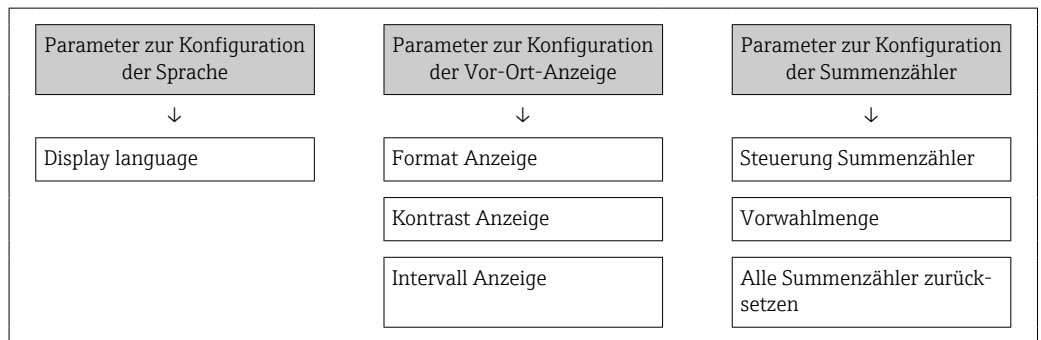 Parameter zur Konfiguration
der Sprache
↓
Display language
Parameter zur Konfiguration
der Vor-Ort-Anzeige
↓
Format Anzeige
Kontrast Anzeige
Intervall Anzeige
Parameter zur Konfiguration
der Summenzähler
↓
Steuerung Summenzähler
Vorwahlmenge
Alle Summenzähler zurück-
setzen